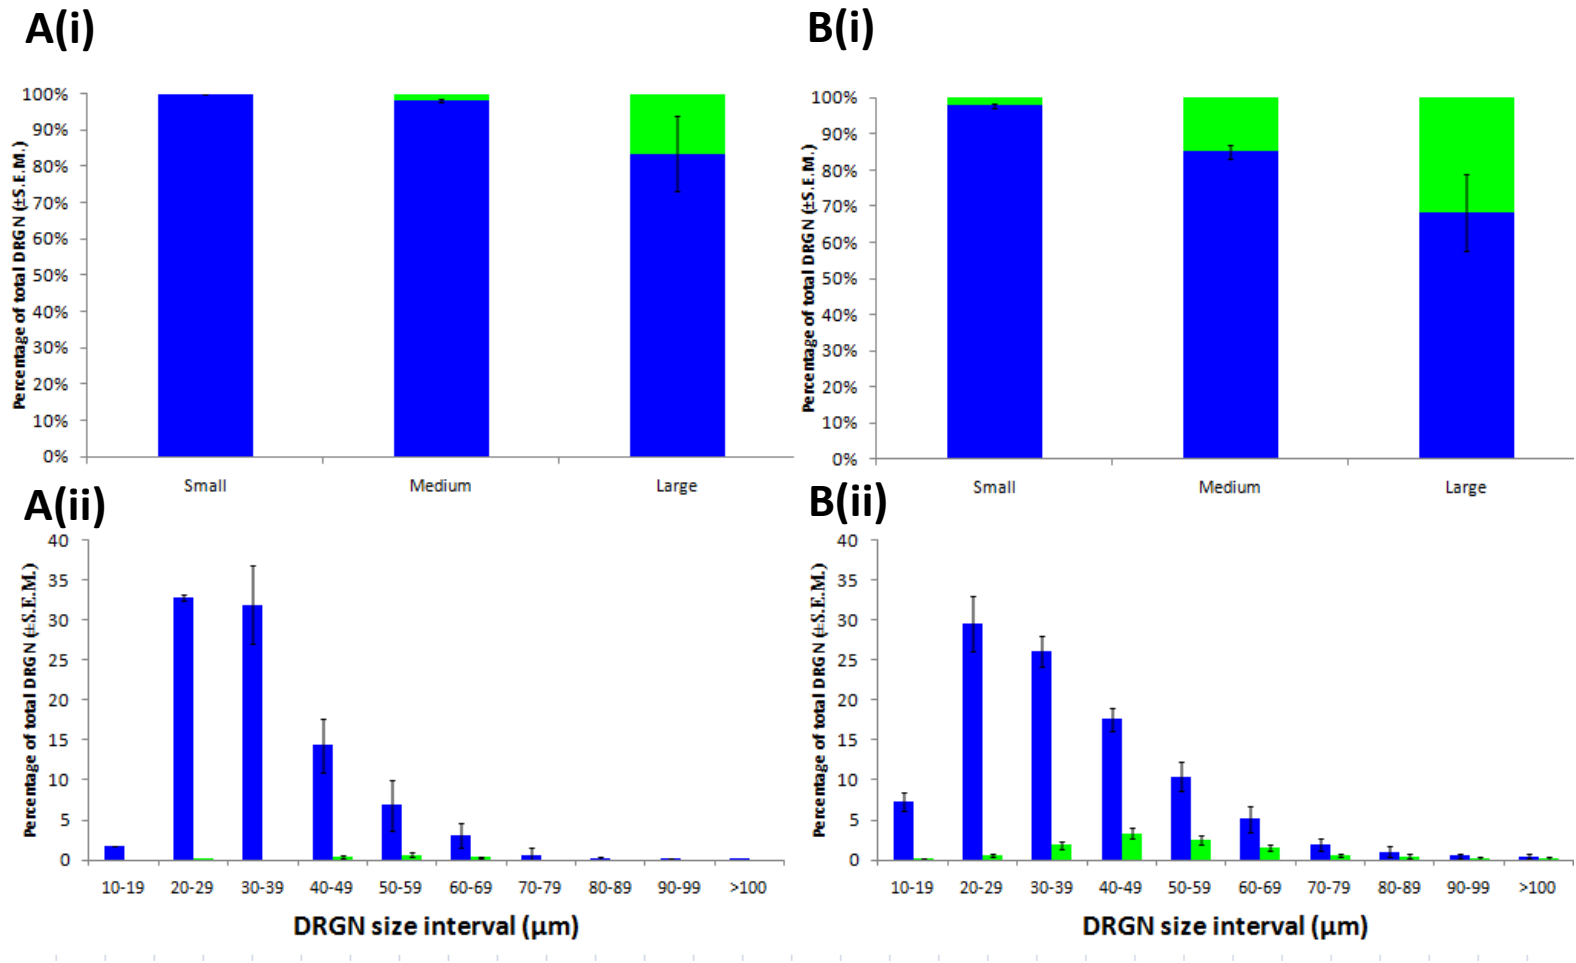 A(i)
Percentage of total DRGN (±S.E.M.)
100%
90%
80%
70%
60%
50%
40%
30%
20%
10%
0%
Small Medium Large
B(i)
Percentage of total DRGN (±S.E.M.)
100%
90%
80%
70%
60%
50%
40%
30%
20%
10%
0%
Small Medium Large
A(ii)
Percentage of total DRGN (±S.E.M.)
40
35
30
25
20
15
10
5
0
10-19 20-29 30-39 40-49 50-59 60-69 70-79 80-89 90-99 >100
DRGN size interval (µm)
B(ii)
Percentage of total DRGN (±S.E.M.)
40
35
30
25
20
15
10
5
0
10-19 20-29 30-39 40-49 50-59 60-69 70-79 80-89 90-99 >100
DRGN size interval (µm)